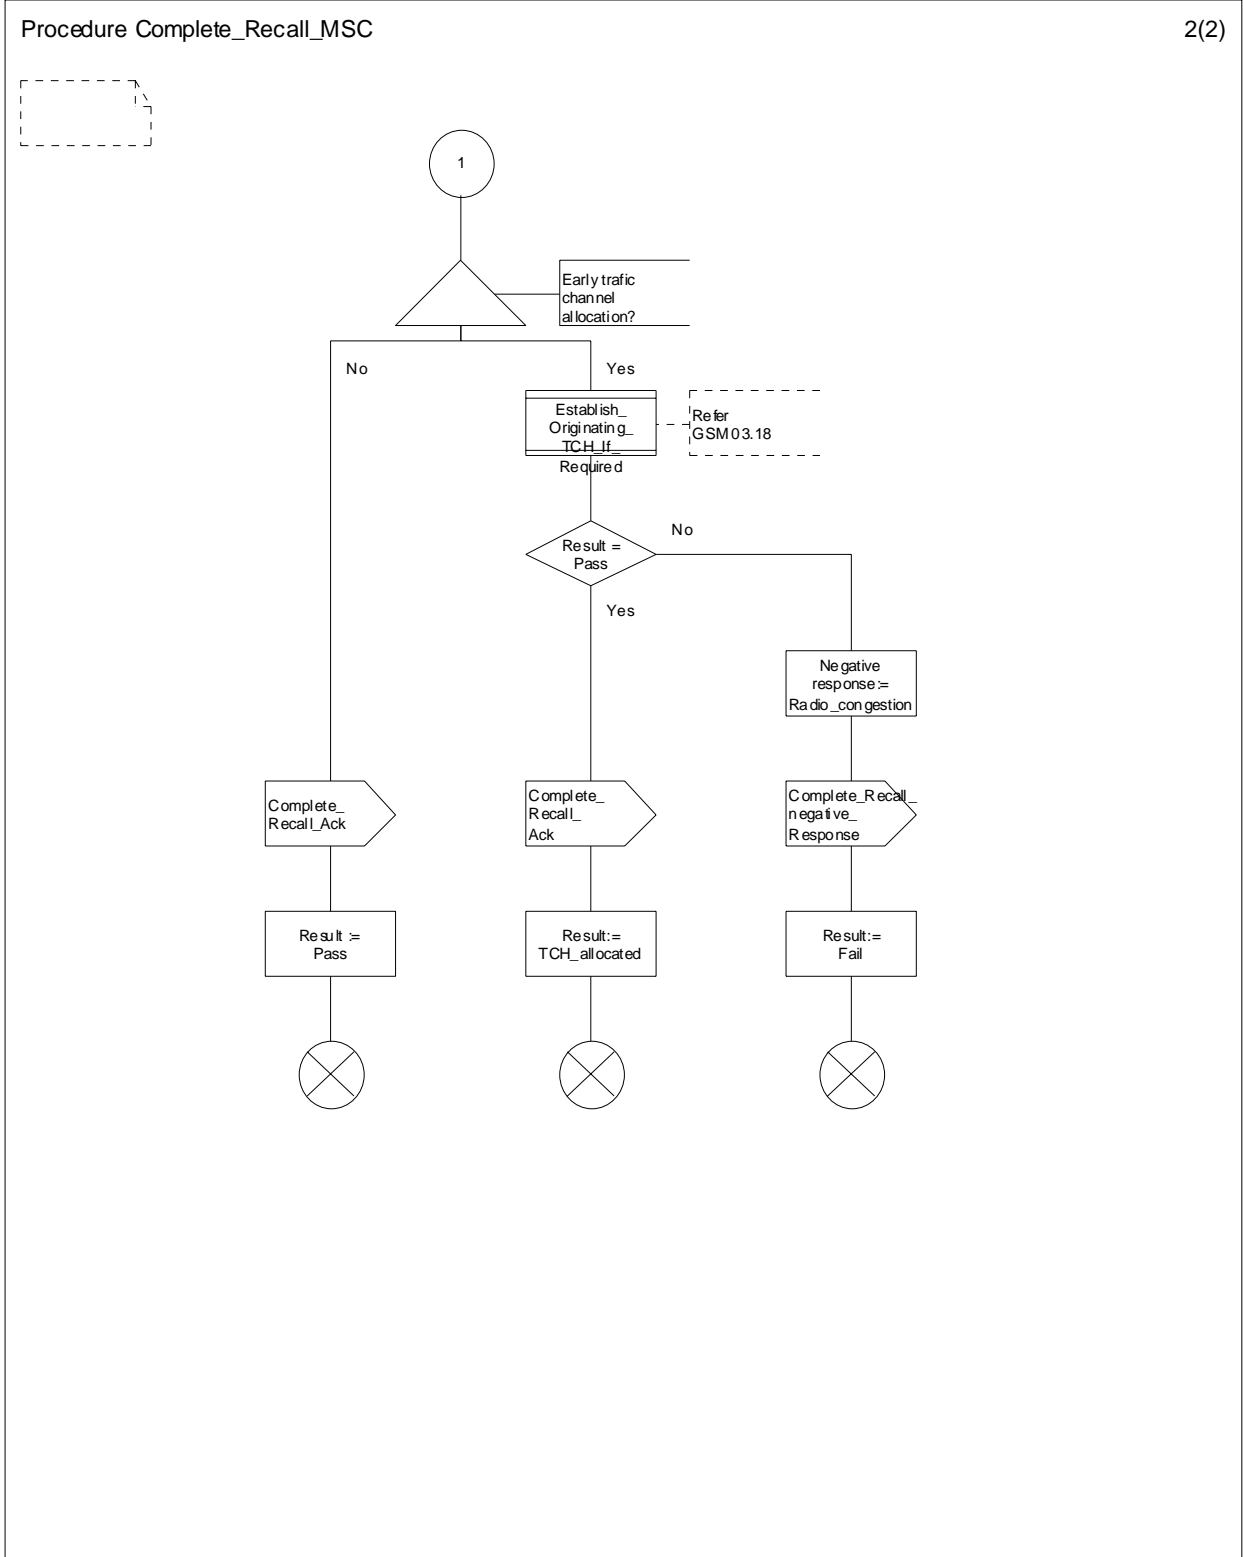 Procedure Complete_Recall_MSC
2(2)
1
Early trafic
channel
allocation?
No
Yes
Establish_
Originating_
TCH_If_
Required
Refer
GSM 03.18
Result =
Pass
No
Yes
Negative
response:=
Radio_congestion
Complete_
Recall_Ack
Complete_
Recall_
Ack
Complete_Recall_
negative_
Response
Result :=
Pass
Result:=
TCH_allocated
Result:=
Fail